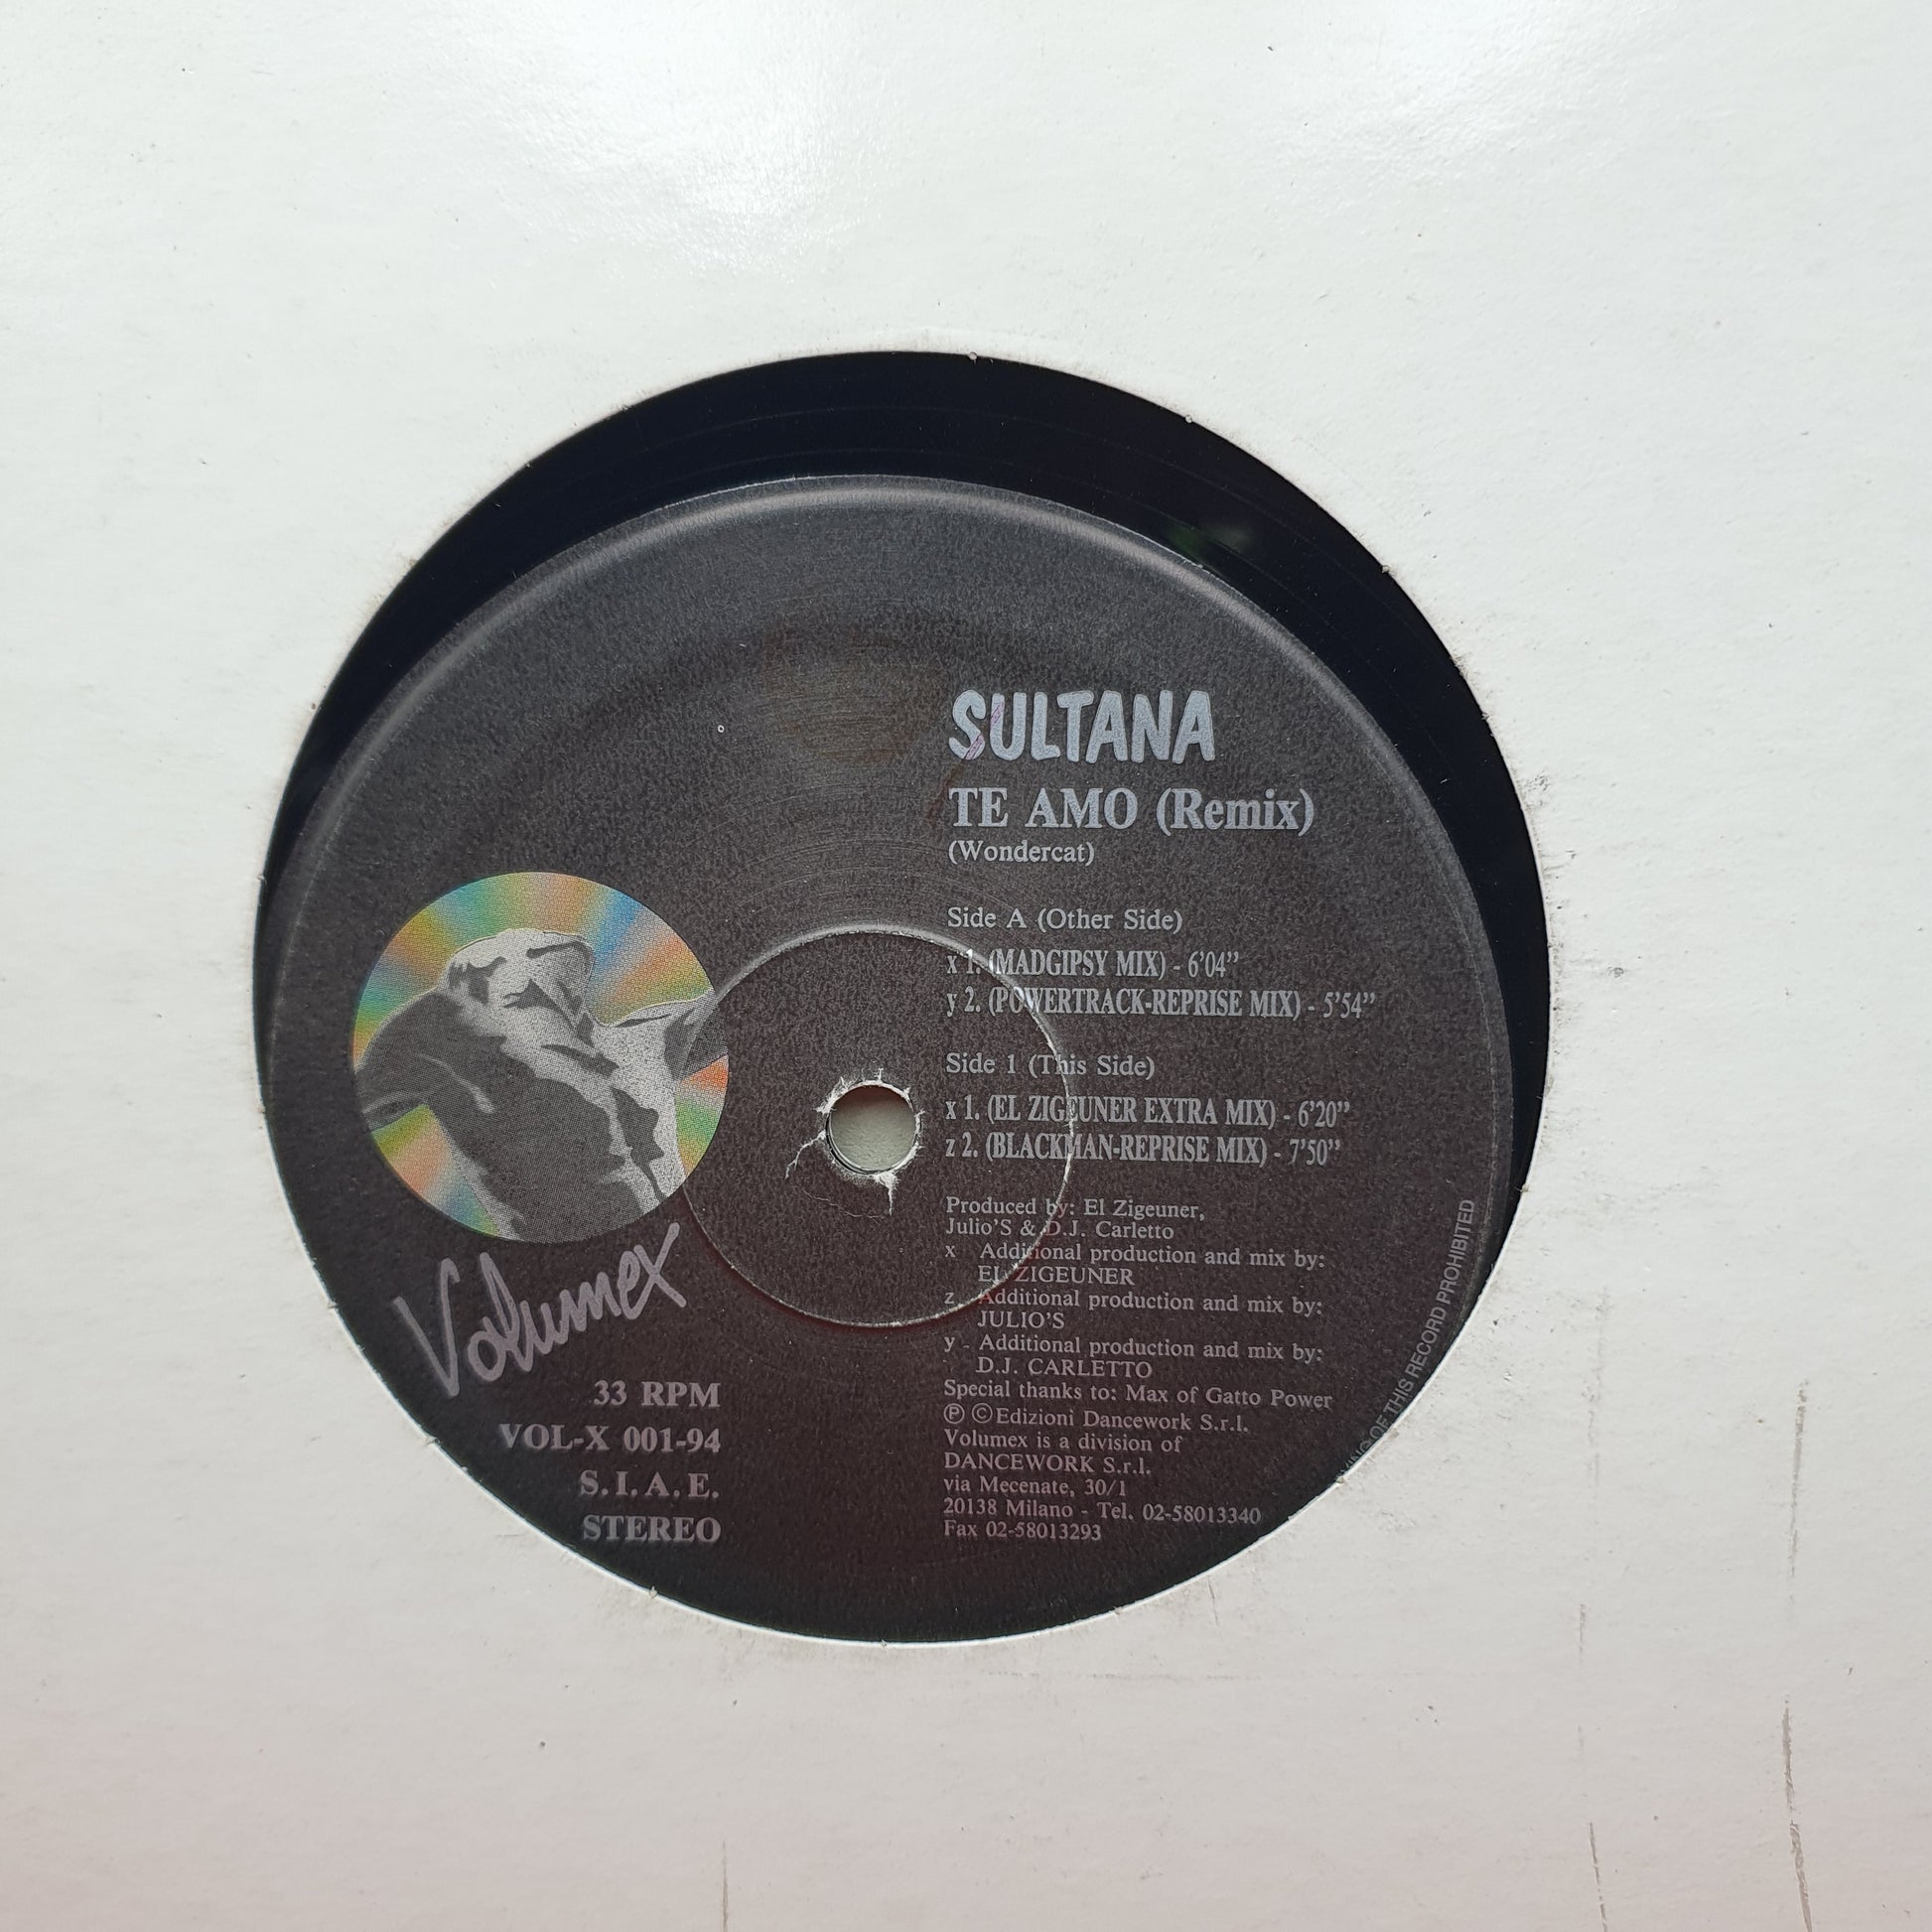 SULTANA
TE AMO (Remix)
(Wondercat)
Side A (Other Side)
x 1. (MADGIPSY MIX) - 6'04"
y 2. (POWERTRACK-REPRISE MIX) - 5'54"
Side 1 (This Side)
x 1. (EL ZIGEUNER EXTRA MIX) - 6'20"
z 2. (BLACKMAN-REPRISE MIX) - 7'50"
Produced by: El Zigeuner,
Julio'S & D.J. Carletto
x Additional production and mix by:
EL ZIGEUNER
z Additional production and mix by:
JULIO'S
y - Additional production and mix by:
D.J. CARLETTO
Special thanks to: Max of Gatto Power
Ⓟ ©Edizioni Dancework S.r.l.
Volumex is a division of
DANCEWORK S.r.l.
via Mecenate, 30/1
20138 Milano - Tel. 02-58013340
Fax 02-58013293
Volumex
33 RPM
VOL-X 001-94
S.I.A.E.
STEREO
OF THIS RECORD PROHIBITED